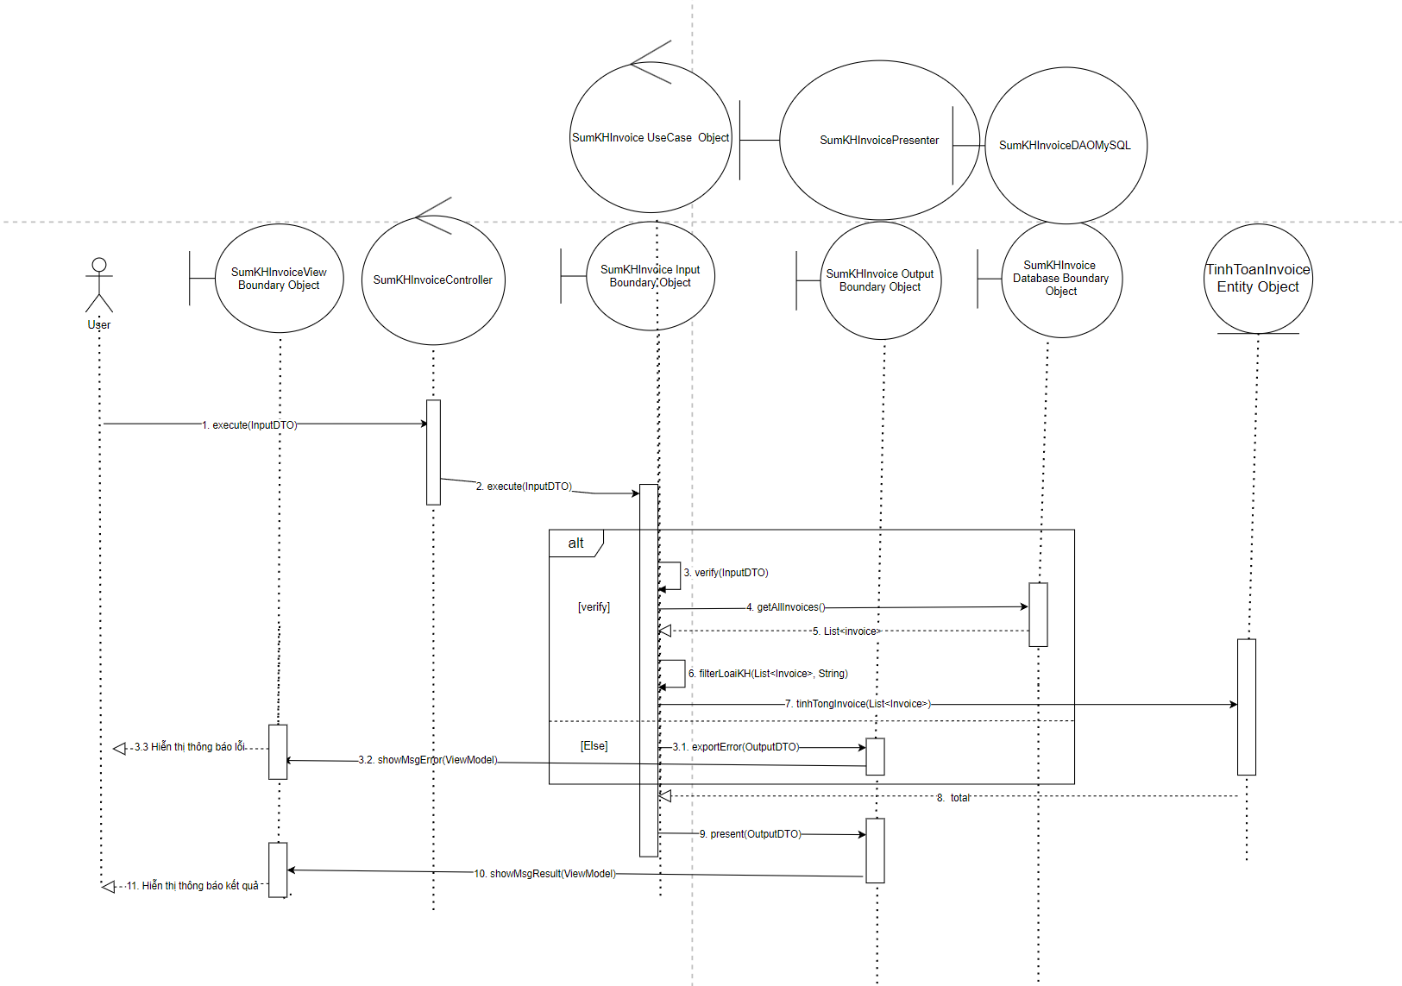 SumKHInvoice UseCase Object
SumKHInvoicePresenter
SumKHInvoiceDAOMySQL
User
SumKHInvoiceView
Boundary Object
SumKHInvoiceController
SumKHInvoice Input
Boundary Object
SumKHInvoice Output
Boundary Object
SumKHInvoice
Database Boundary
Object
TinhToanInvoice
Entity Object
1. execute(InputDTO)
2. execute(InputDTO)
alt
3. verify(InputDTO)
[verify]
4. getAllInvoices()
5. List<invoice>
6. filterLoaiKH(List<Invoice>, String)
7. tinhTongInvoice(List<Invoice>)
[Else]
3.1. exportError(OutputDTO)
3.2. showMsgError(ViewModel)
3.3 Hiển thị thông báo lỗi
8. total
9. present(OutputDTO)
10. showMsgResult(ViewModel)
11. Hiển thị thông báo kết quả